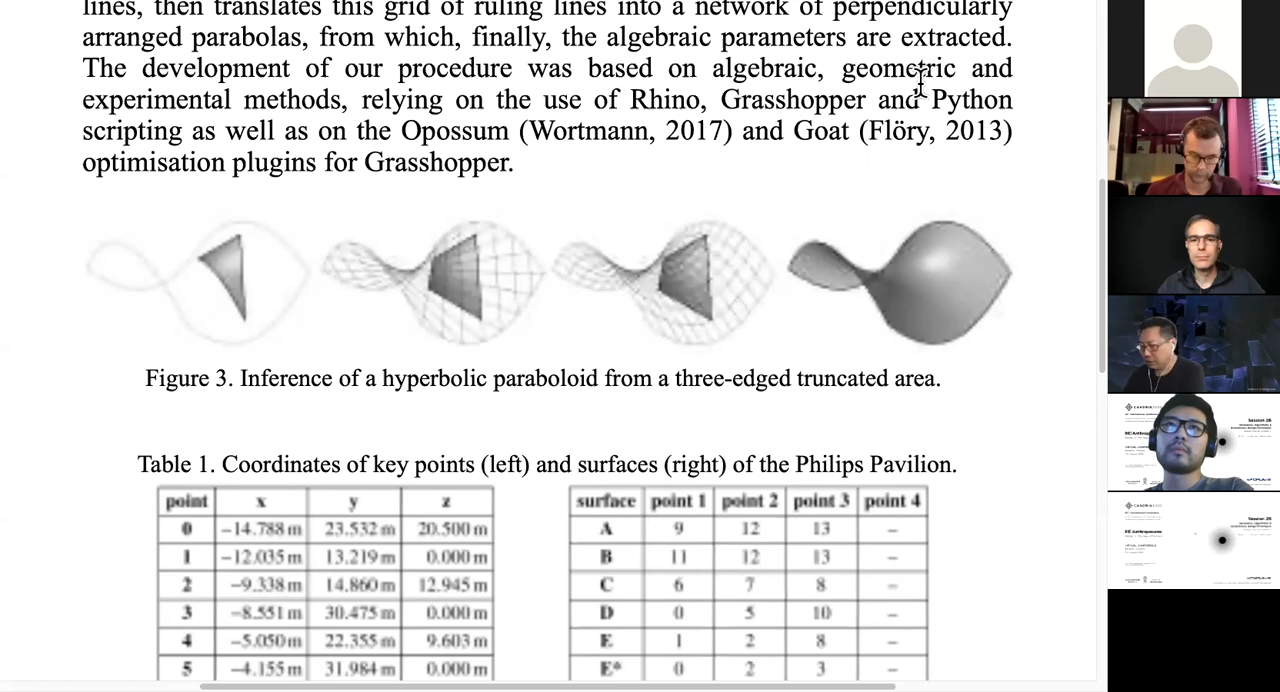 lines, then translates this grid of ruling lines into a network of perpendicularly
arranged parabolas, from which, finally, the algebraic parameters are extracted.
The development of our procedure was based on algebraic, geometric and
experimental methods, relying on the use of Rhino, Grasshopper and Python
scripting as well as on the Opossum (Wortmann, 2017) and Goat (Flöry, 2013)
optimisation plugins for Grasshopper.
Figure 3. Inference of a hyperbolic paraboloid from a three-edged truncated area.
Table 1. Coordinates of key points (left) and surfaces (right) of the Philips Pavilion.
point x y z
0 −14.788 m 23.532 m 0.000 m
1 −12.035 m 13.219 m 0.000 m
2 −9.338 m 14.860 m 12.945 m
3 −8.551 m 30.475 m 0.000 m
4 −5.050 m 22.355 m 9.603 m
5 −4.155 m 31.984 m 0.000 m
surface point 1 point 2 point 3 point 4
A 9 12 13 –
B 11 12 13 –
C 6 7 8 –
D 0 5 10 –
E 1 2 8 –
E* 0 2 3 –
Session 2B
Session 2B